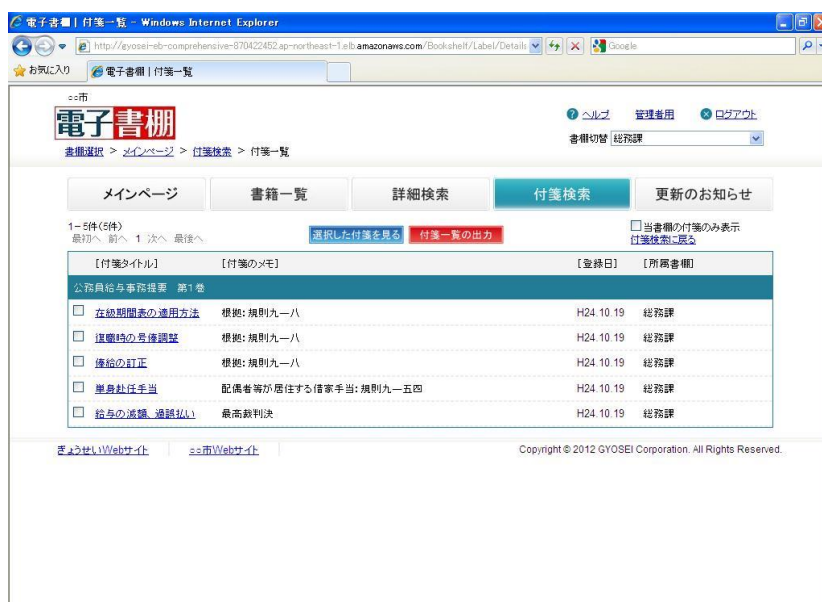 電子書棚 | 付箋一覧 - Windows Internet Explorer
http://gyosei-eb-comprehensive-870422452.ap-northeast-1.elb.amazonaws.com/Bookshelf/Label/Details
Google
お気に入り
電子書棚 | 付箋一覧
○○市
電子書棚
ヘルプ 管理者用 ログアウト
書棚切替 総務課
書棚選択 > メインページ > 付箋検索 > 付箋一覧
メインページ 書籍一覧 詳細検索 付箋検索 更新のお知らせ
1-5件(5件)
最初へ 前へ 1 次へ 最後へ
選択した付箋を見る 付箋一覧の出力
当書棚の付箋のみ表示
付箋検索に戻る
[付箋タイトル] [付箋のメモ] [登録日] [所属書棚]
公務員給与事務提要 第1巻
在級期間表の適用方法 根拠:規則九一八 H24.10.19 総務課
復職時の号俸調整 根拠:規則九一八 H24.10.19 総務課
俸給の訂正 根拠:規則九一八 H24.10.19 総務課
単身赴任手当 配偶者等が居住する借家手当:規則九一五四 H24.10.19 総務課
給与の減額、過誤払い 最高裁判決 H24.10.19 総務課
ぎょうせいWebサイト ○○市Webサイト
Copyright © 2012 GYOSEI Corporation. All Rights Reserved.